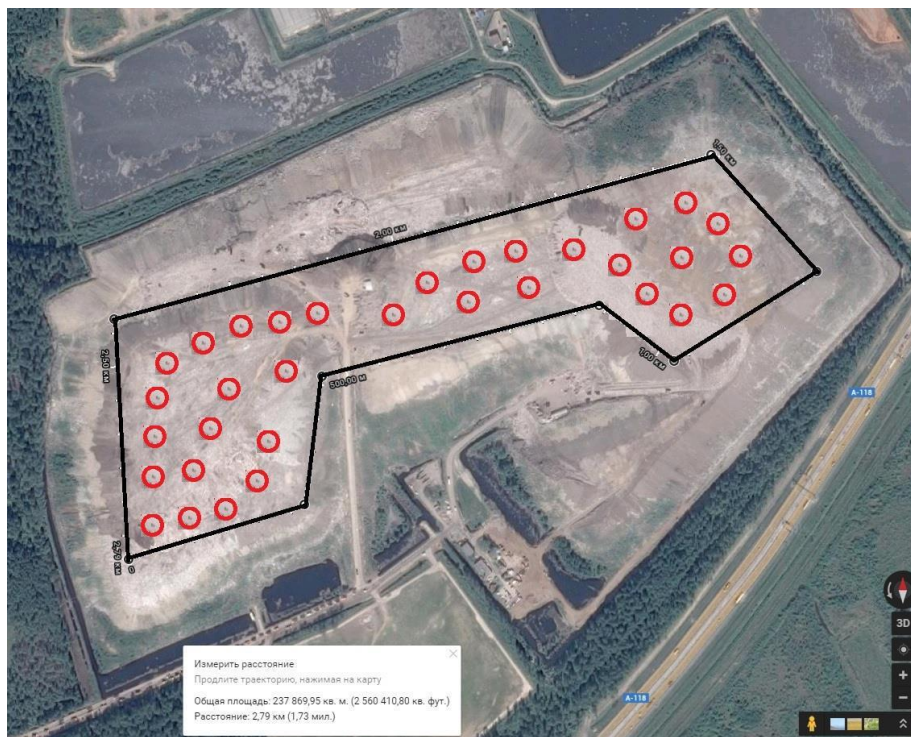 1,50 км
2,00 км
2,50 км
500,00 м
1,00 км
А-118
2,79 км
0
3D
Измерить расстояние
Продлите траекторию, нажимая на карту
Общая площадь: 237 869,95 кв. м. (2 560 410,80 кв. фут.)
Расстояние: 2,79 км (1,73 мил.)
А-118